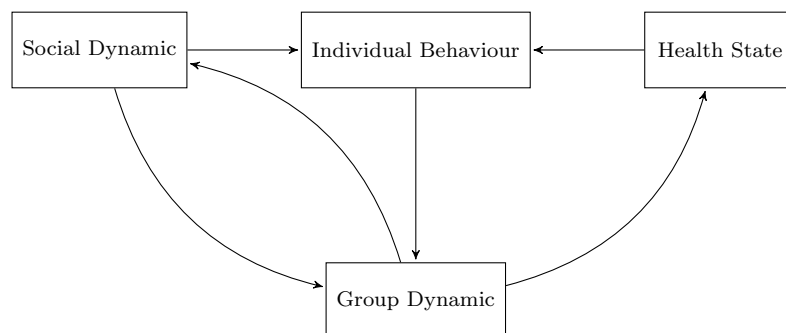 Social Dynamic
Individual Behaviour
Health State
Group Dynamic